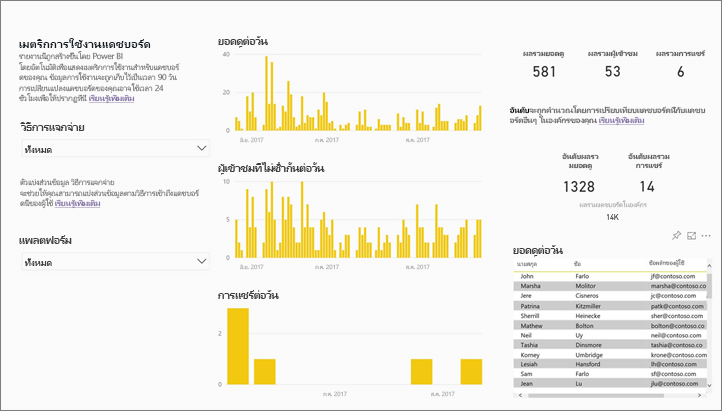 เมตริกการใช้งานแดชบอร์ด
รายงานนี้ถูกสร้างขึ้นโดย Power BI
โดยอัตโนมัติเพื่อแสดงเมตริกการใช้งานสำหรับแดชบอร์
ดของคุณ ข้อมูลการใช้งานจะถูกเก็บไว้เป็นเวลา 90 วัน
การเปลี่ยนแปลงแดชบอร์ดของคุณอาจใช้เวลา 24
ชั่วโมงเพื่อให้ปรากฏที่นี่ เรียนรู้เพิ่มเติม
วิธีการแจกจ่าย
ทั้งหมด
ตัวแบ่งส่วนข้อมูล วิธีการแจกจ่าย
จะช่วยให้คุณสามารถแบ่งส่วนข้อมูลตามวิธีการเข้าถึงแดชบอร์
ดนี้ของผู้ใช้ เรียนรู้เพิ่มเติม
แพลตฟอร์ม
ทั้งหมด
ยอดดูต่อวัน
40
20
0
มิ.ย. 2017
ก.ค. 2017
ส.ค. 2017
ผู้เข้าชมที่ไม่ซ้ำกันต่อวัน
10
5
0
มิ.ย. 2017
ก.ค. 2017
ส.ค. 2017
การแชร์ต่อวัน
2
0
ก.ค. 2017
ส.ค. 2017
ผลรวมยอดดู ผลรวมผู้เข้าชม ผลรวมการแชร์
581 53 6
อันดับจะถูกคำนวณโดยการเปรียบเทียบแดชบอร์ดนี้กับแดชบ
อร์ดอื่นๆ ในองค์กรของคุณ เรียนรู้เพิ่มเติม
อันดับผลรว อันดับผลรวม
มยอดดู การแชร์
1328 14
ผลรวมแดชบอร์ดในองค์กร
14K
ยอดดูต่อวัน
นามสกุล ชื่อ ชื่อหลักของผู้ใช้
John Farlo jf@contoso.com
Marsha Molitor marsha@contoso.co
Jere Cisneros jc@contoso.com
Patrina Kitzmiller patk@contoso.com
Sherrill Heinecke sher@contoso.com
Mathew Bolton bolton@contoso.co
Neil Uy neil@contoso.com
Tashia Dinsmore tashia@contoso.co
Korney Umbridge krone@contoso.com
Lesiah Hansford lh@contoso.com
Sam Farlo sf@contoso.com
Jean Lu jlu@contoso.com